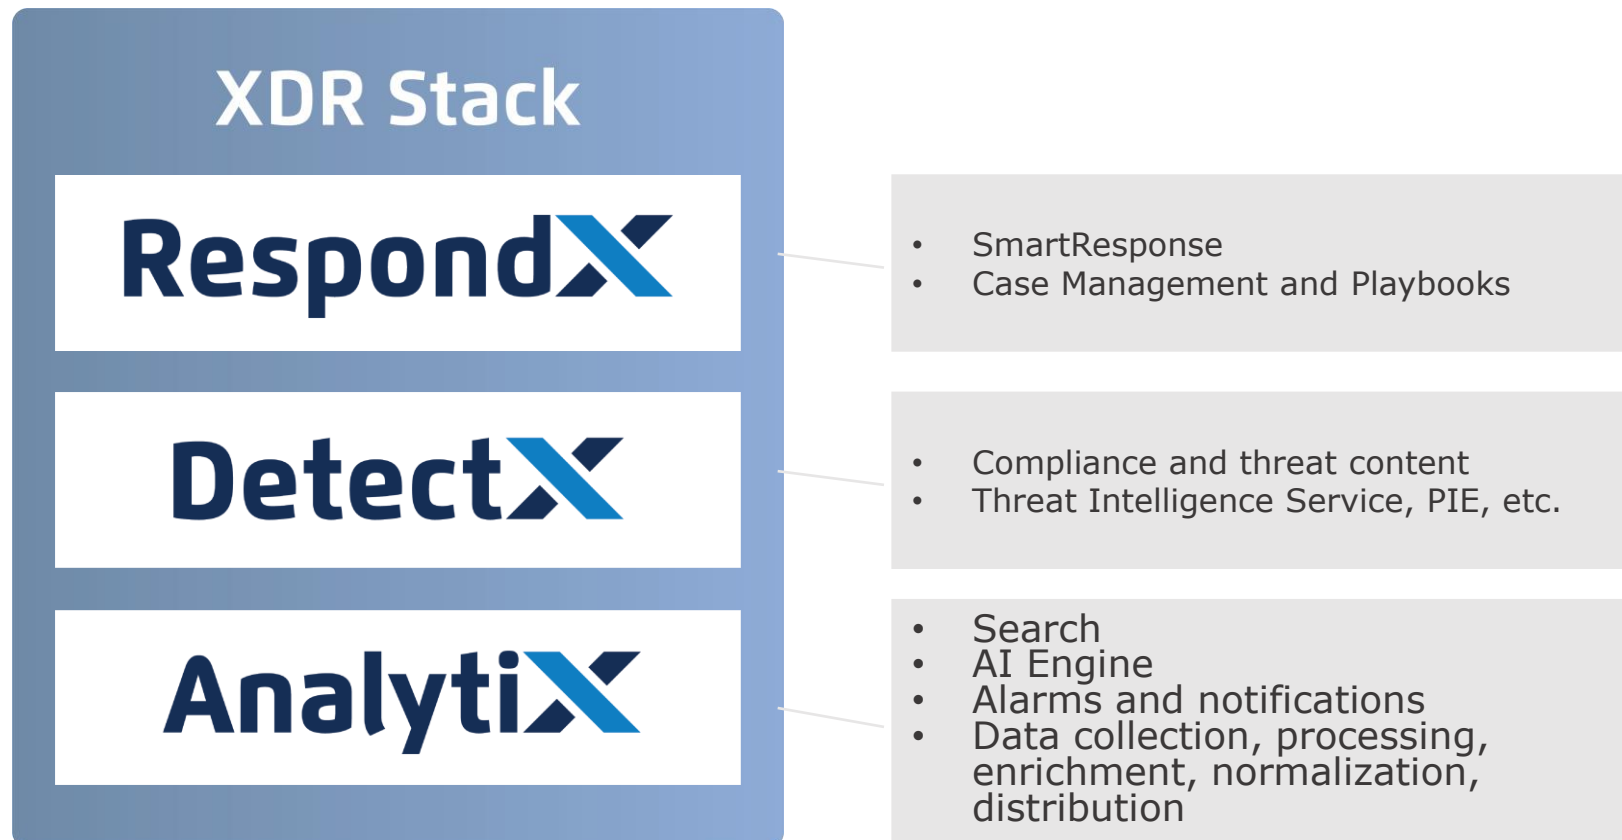 XDR Stack
RespondX
• SmartResponse
• Case Management and Playbooks
DetectX
• Compliance and threat content
• Threat Intelligence Service, PIE, etc.
AnalytiX
• Search
• AI Engine
• Alarms and notifications
• Data collection, processing,
enrichment, normalization,
distribution